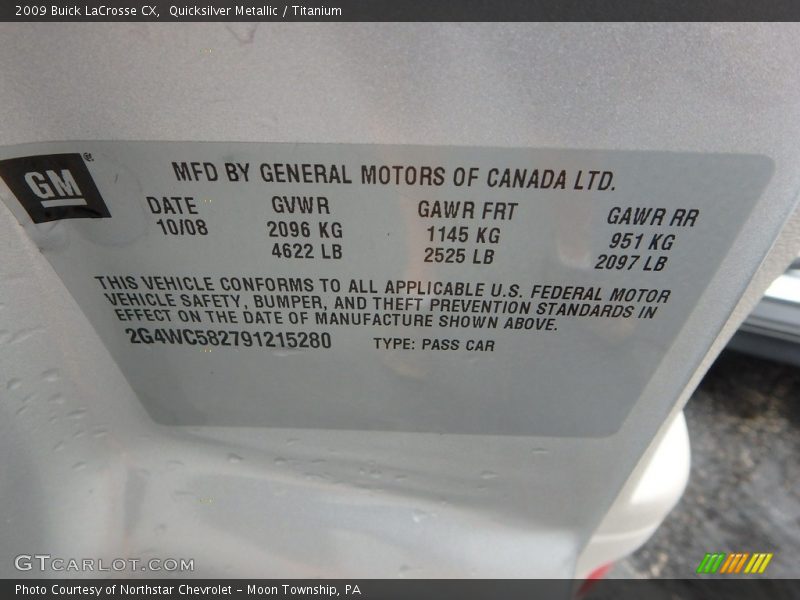 2009 Buick LaCrosse CX,  Quicksilver Metallic / Titanium
GM
MFD BY GENERAL MOTORS OF CANADA LTD.
DATE GVWR GAWR FRT GAWR RR
10/08 2096 KG 1145 KG 951 KG
4622 LB 2525 LB 2097 LB
THIS VEHICLE CONFORMS TO ALL APPLICABLE U.S. FEDERAL MOTOR
VEHICLE SAFETY, BUMPER, AND THEFT PREVENTION STANDARDS IN
EFFECT ON THE DATE OF MANUFACTURE SHOWN ABOVE.
2G4WC582791215280 TYPE: PASS CAR
GTCARLOT.COM
Photo Courtesy of Northstar Chevrolet - Moon Township, PA